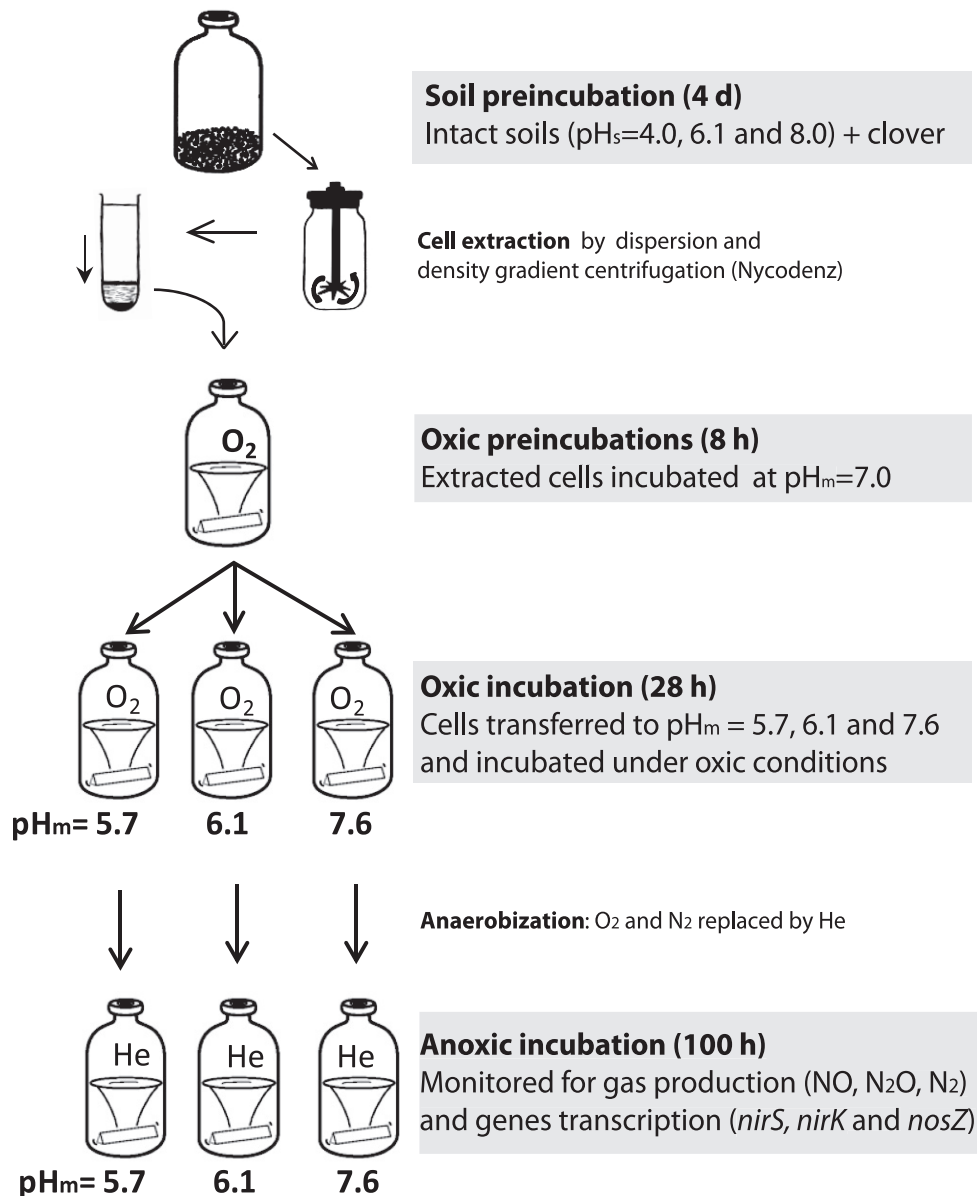 Soil preincubation (4 d)
Intact soils (pHs=4.0, 6.1 and 8.0) + clover
Cell extraction by dispersion and
density gradient centrifugation (Nycodenz)
O2
Oxic preincubations (8 h)
Extracted cells incubated at pHm=7.0
O2 O2 O2
Oxic incubation (28 h)
Cells transferred to pHm = 5.7, 6.1 and 7.6
and incubated under oxic conditions
pHm= 5.7 6.1 7.6
Anaerobization: O2 and N2 replaced by He
He He He
Anoxic incubation (100 h)
Monitored for gas production (NO, N2O, N2)
and genes transcription (nirS, nirK and nosZ)
pHm= 5.7 6.1 7.6